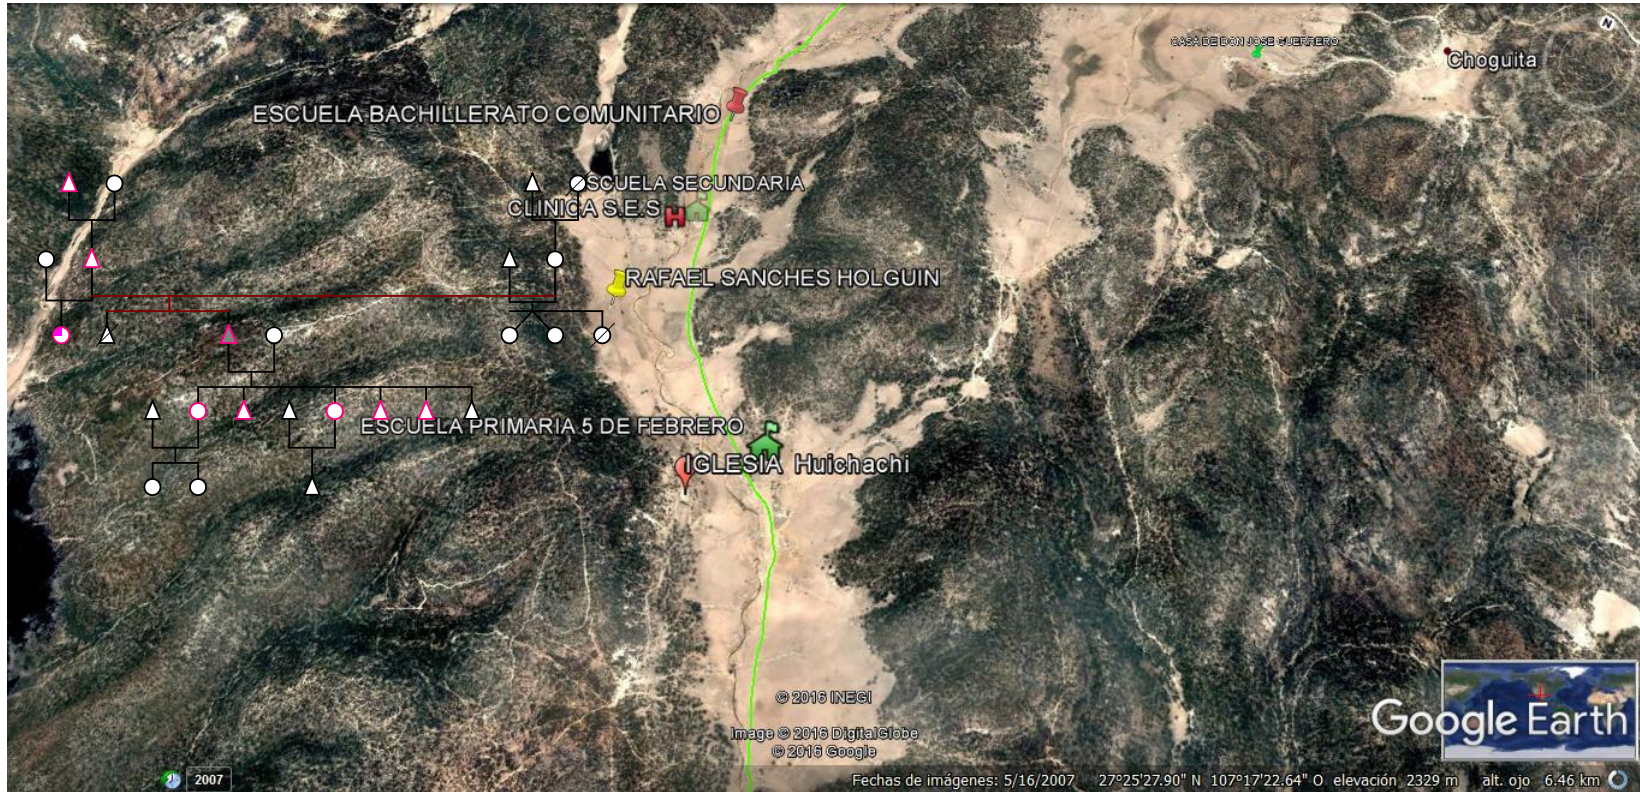 CASA DE DON JOSE GUERRERO
Choguita
N
ESCUELA BACHILLERATO COMUNITARIO
SCUELA SECUNDARIA
CLINICA S.E.S
H
RAFAEL SANCHES HOLGUIN
ESCUELA PRIMARIA 5 DE FEBRERO
IGLESIA Huichachi
© 2016 INEGI
Image © 2016 DigitalGlobe
© 2016 Google
Google Earth
2007
Fechas de imágenes: 5/16/2007 27°25'27.90" N 107°17'22.64" O elevación 2329 m alt. ojo 6.46 km